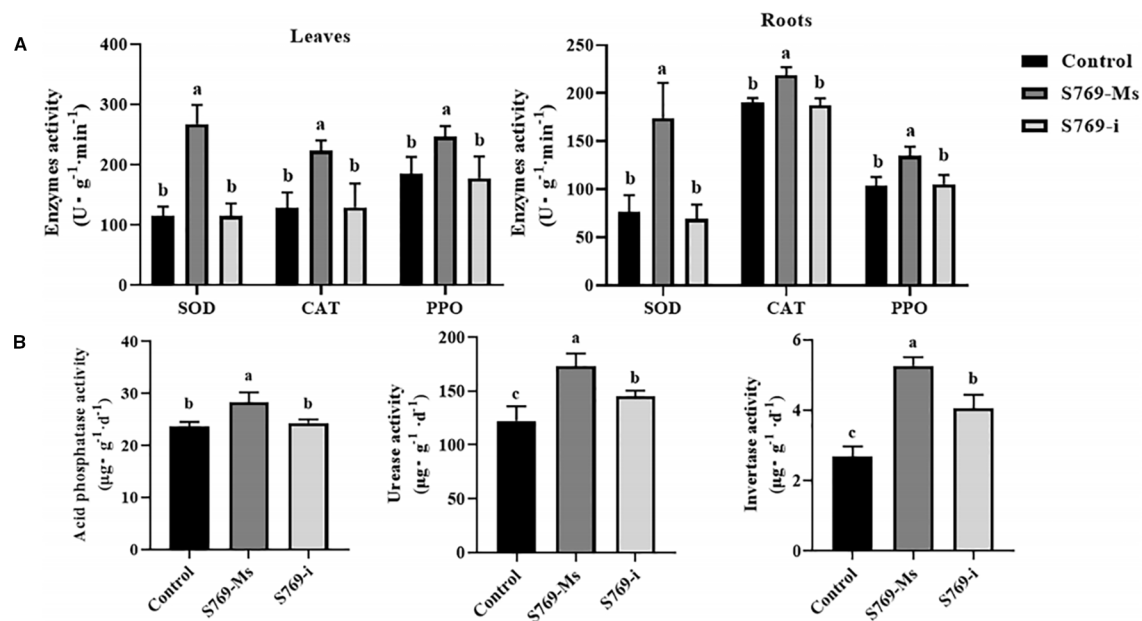 A
Leaves
Enzymes activity
(U· g⁻¹·min⁻¹)
400
300
200
100
0
b
a
b
b
a
b
b
a
b
SOD
CAT
PPO
Roots
Enzymes activity
(U· g⁻¹·min⁻¹)
250
200
150
100
50
0
b
a
b
b
a
b
b
a
b
SOD
CAT
PPO
Control
S769-Ms
S769-i
B
Acid phosphatase activity
(μg· g⁻¹·d⁻¹)
40
30
20
10
0
b
a
b
Control
S769-Ms
S769-i
Urease activity
(μg· g⁻¹ ·d⁻¹)
200
150
100
50
0
c
a
b
Control
S769-Ms
S769-i
Invertase activity
(μg· g⁻¹ ·d⁻¹)
6
4
2
0
c
a
b
Control
S769-Ms
S769-i